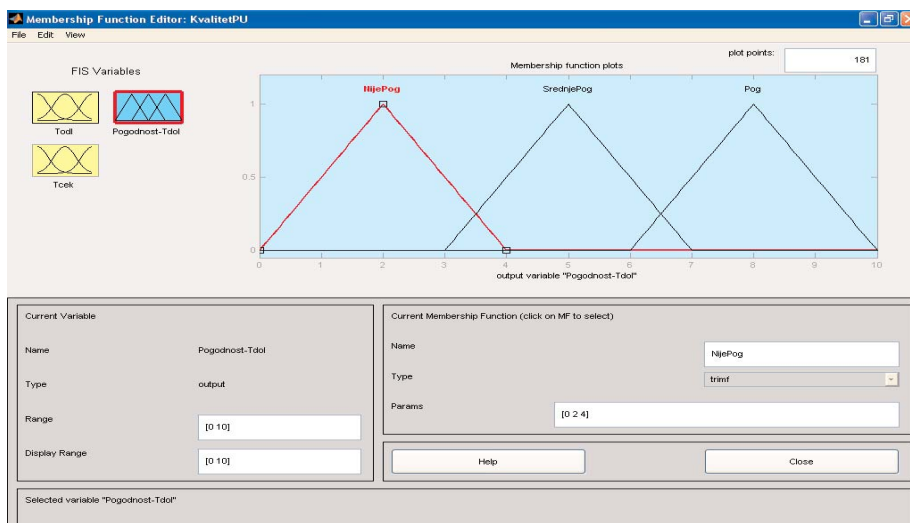 Membership Function Editor: KvalitetPU
File Edit View
FIS Variables
Todl
Pogodnost-Tdol
Tcek
plot points:
181
Membership function plots
NijePog
SrednjePog
Pog
1
0.5
0
0 1 2 3 4 5 6 7 8 9 10
output variable "Pogodnost-Tdol"
Current Variable
Name
Pogodnost-Tdol
Type
output
Range
[0 10]
Display Range
[0 10]
Current Membership Function (click on MF to select)
Name
NijePog
Type
trimf
Params
[0 2 4]
Help
Close
Selected variable "Pogodnost-Tdol"